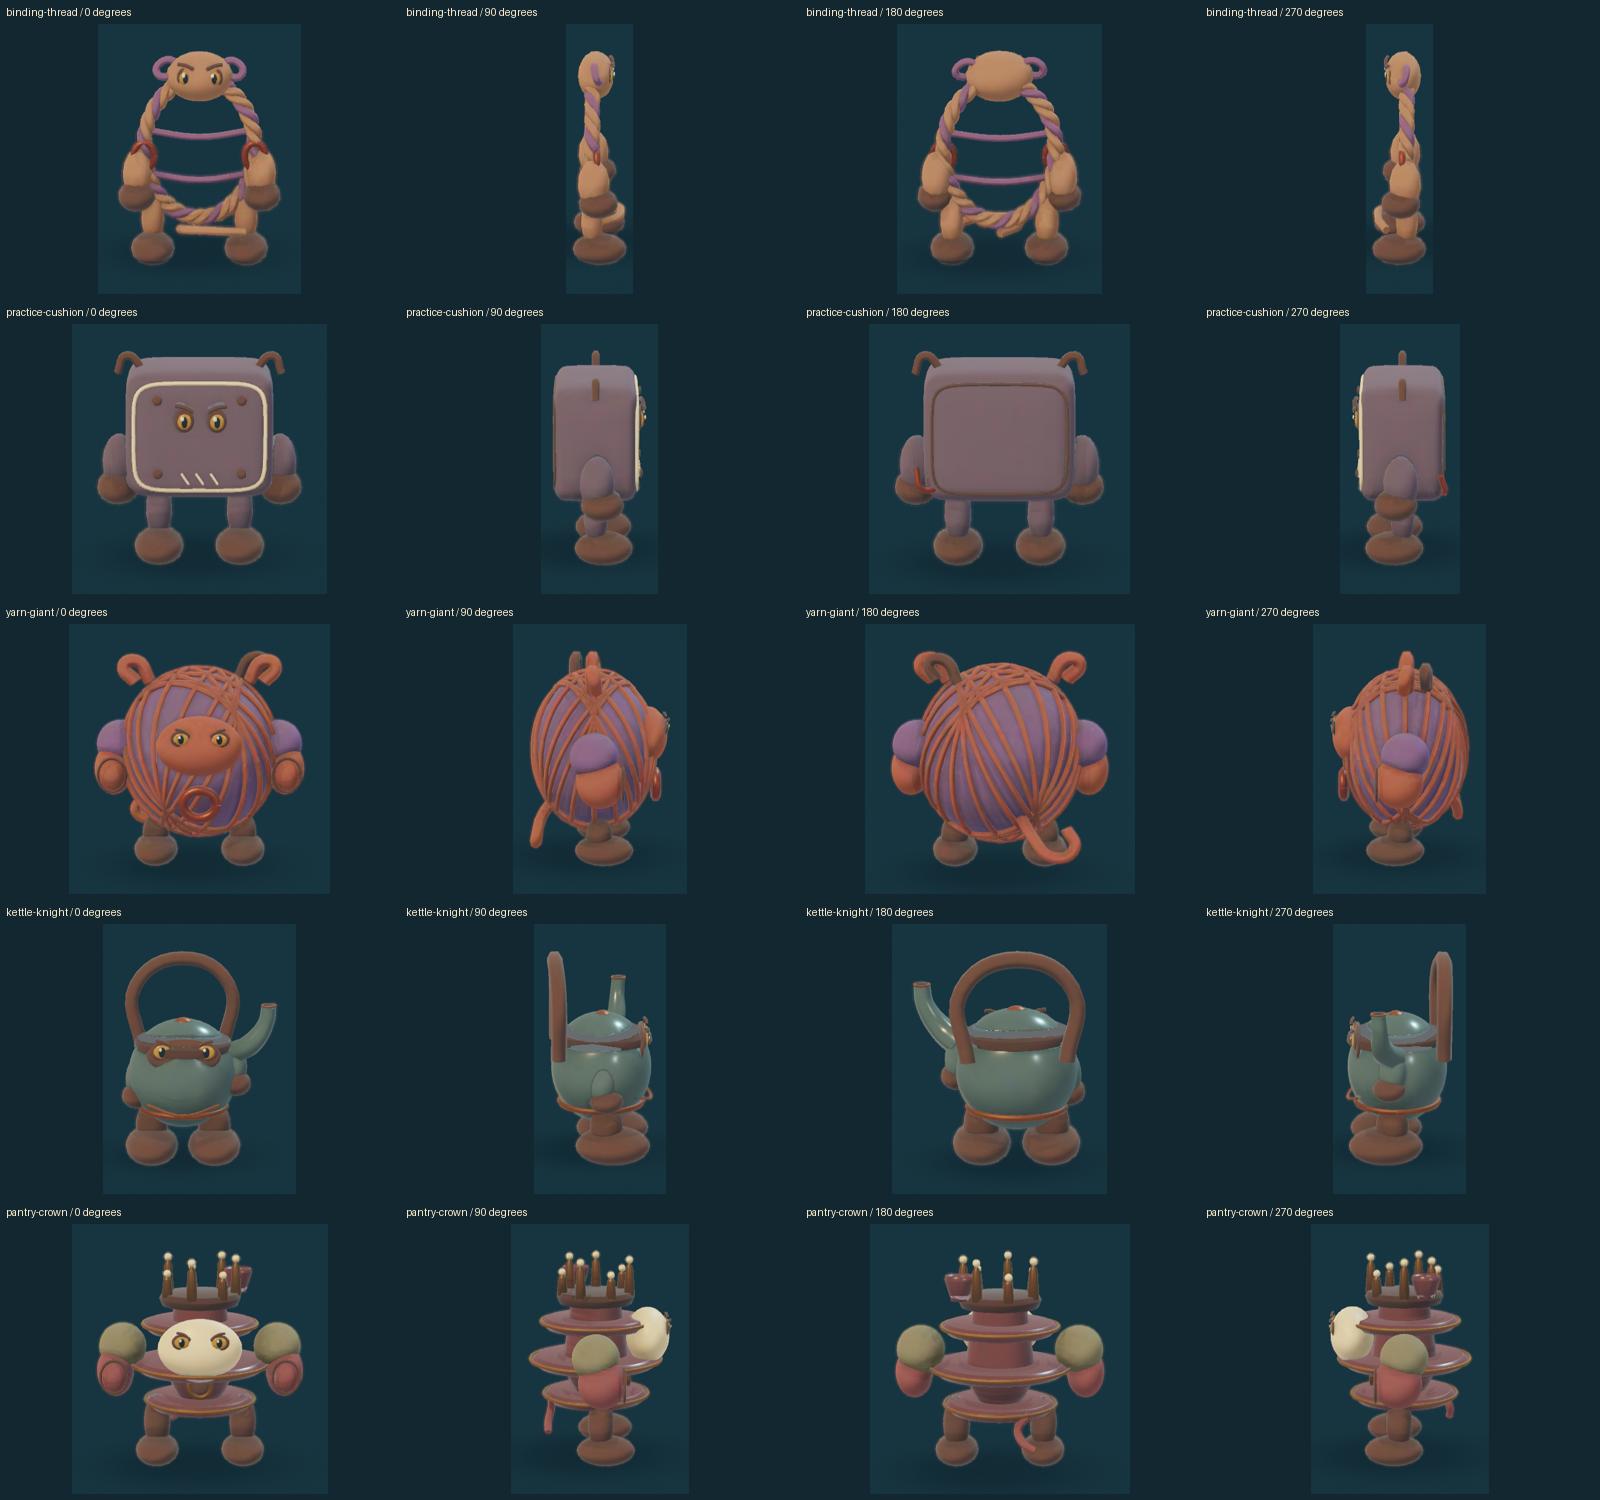 binding-thread / 0 degrees
binding-thread / 90 degrees
binding-thread / 180 degrees
binding-thread / 270 degrees
practice-cushion / 0 degrees
practice-cushion / 90 degrees
practice-cushion / 180 degrees
practice-cushion / 270 degrees
yarn-giant / 0 degrees
yarn-giant / 90 degrees
yarn-giant / 180 degrees
yarn-giant / 270 degrees
kettle-knight / 0 degrees
kettle-knight / 90 degrees
kettle-knight / 180 degrees
kettle-knight / 270 degrees
pantry-crown / 0 degrees
pantry-crown / 90 degrees
pantry-crown / 180 degrees
pantry-crown / 270 degrees